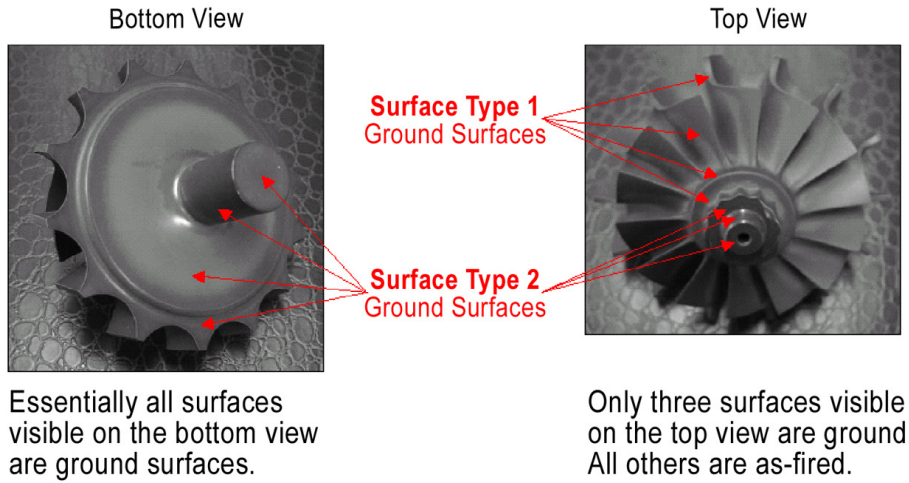 Bottom View
Top View
Surface Type 1
Ground Surfaces
Surface Type 2
Ground Surfaces
Essentially all surfaces
visible on the bottom view
are ground surfaces.
Only three surfaces visible
on the top view are ground
All others are as-fired.